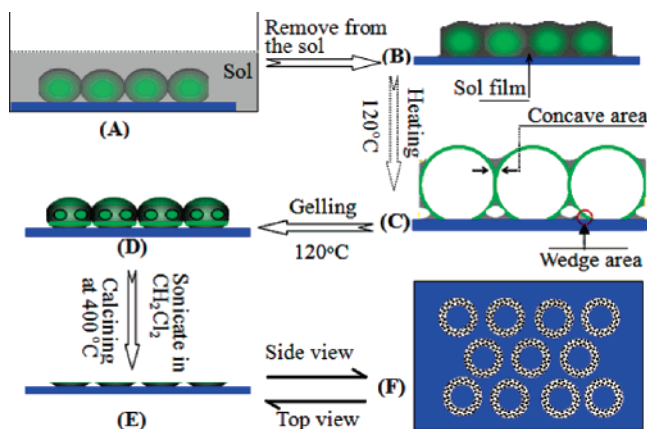 Remove from
the sol
Sol
(A)
(B)
Sol film
Heating
120°C
Concave area
(C)
Wedge area
Gelling
120°C
(D)
Sonicate in
CH₂Cl₂
Calcining
at 400 °C
(E)
Side view
Top view
(F)